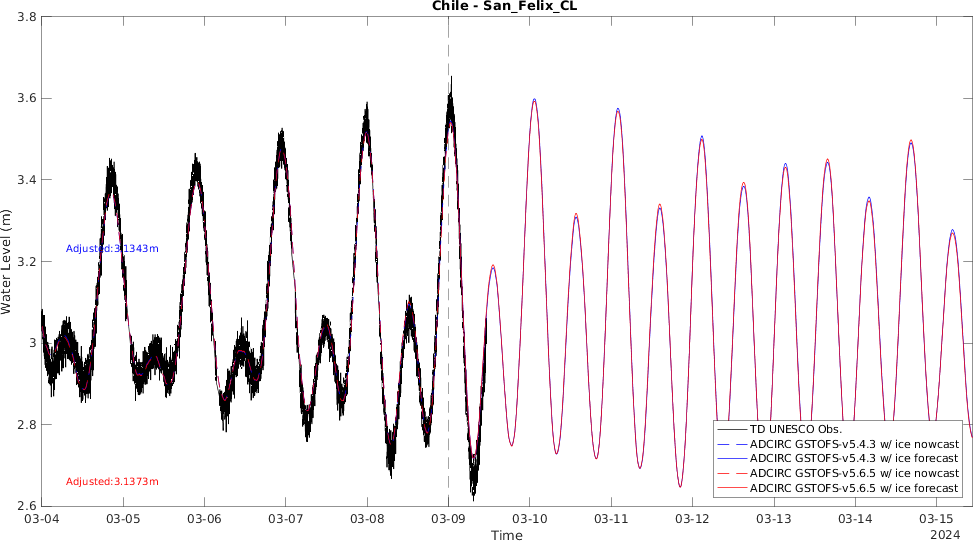 Chile - San_Felix_CL
3.8
3.6
3.4
3.2
3
2.8
2.6
Water Level (m)
Adjusted:3.1343m
Adjusted:3.1373m
TD UNESCO Obs.
ADCIRC GSTOFS-v5.4.3 w/ ice nowcast
ADCIRC GSTOFS-v5.4.3 w/ ice forecast
ADCIRC GSTOFS-v5.6.5 w/ ice nowcast
ADCIRC GSTOFS-v5.6.5 w/ ice forecast
03-04 03-05 03-06 03-07 03-08 03-09 03-10 03-11 03-12 03-13 03-14 03-15
Time
2024